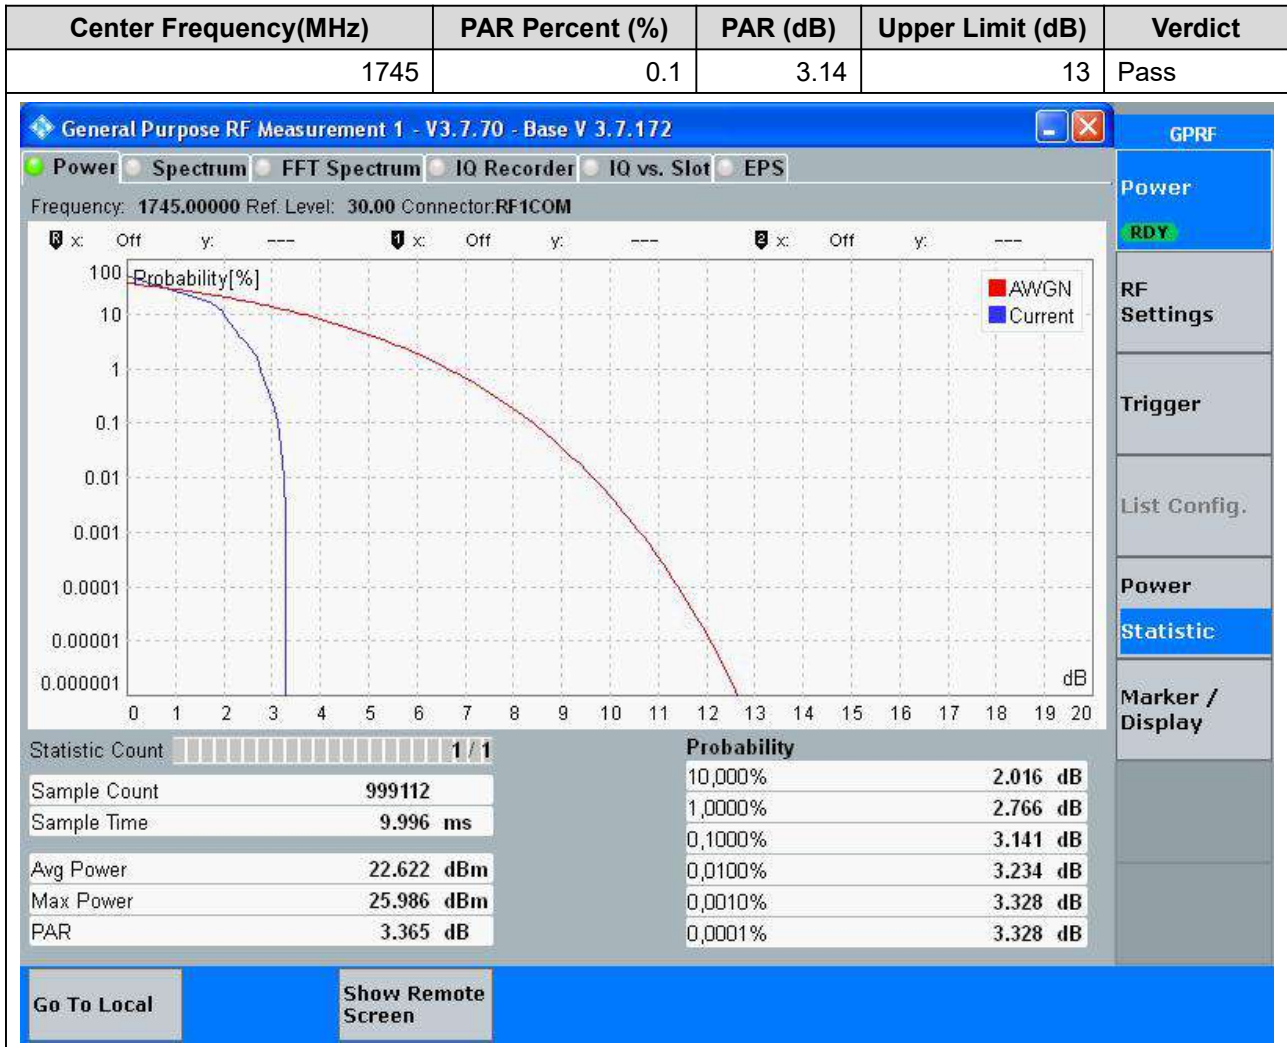 Center Frequency(MHz) PAR Percent (%) PAR (dB) Upper Limit (dB) Verdict
1745 0.1 3.14 13 Pass
General Purpose RF Measurement 1 - V3.7.70 - Base V 3.7.172
GPRF
Power Spectrum FFT Spectrum IQ Recorder IQ vs. Slot EPS
Power
RDY
Frequency: 1745.00000 Ref. Level: 30.00 Connector:RF1COM
R x: Off y: --- 1 x: Off y: --- 2 x: Off y: ---
Probability[%]
AWGN
Current
100
10
1
0.1
0.01
0.001
0.0001
0.00001
0.000001
dB
0 1 2 3 4 5 6 7 8 9 10 11 12 13 14 15 16 17 18 19 20
RF
Settings
Trigger
List Config.
Power
Statistic
Marker /
Display
Statistic Count 1 / 1
Sample Count 999112
Sample Time 9.996 ms
Avg Power 22.622 dBm
Max Power 25.986 dBm
PAR 3.365 dB
Probability
10,000% 2.016 dB
1,0000% 2.766 dB
0,1000% 3.141 dB
0,0100% 3.234 dB
0,0010% 3.328 dB
0,0001% 3.328 dB
Go To Local
Show Remote
Screen